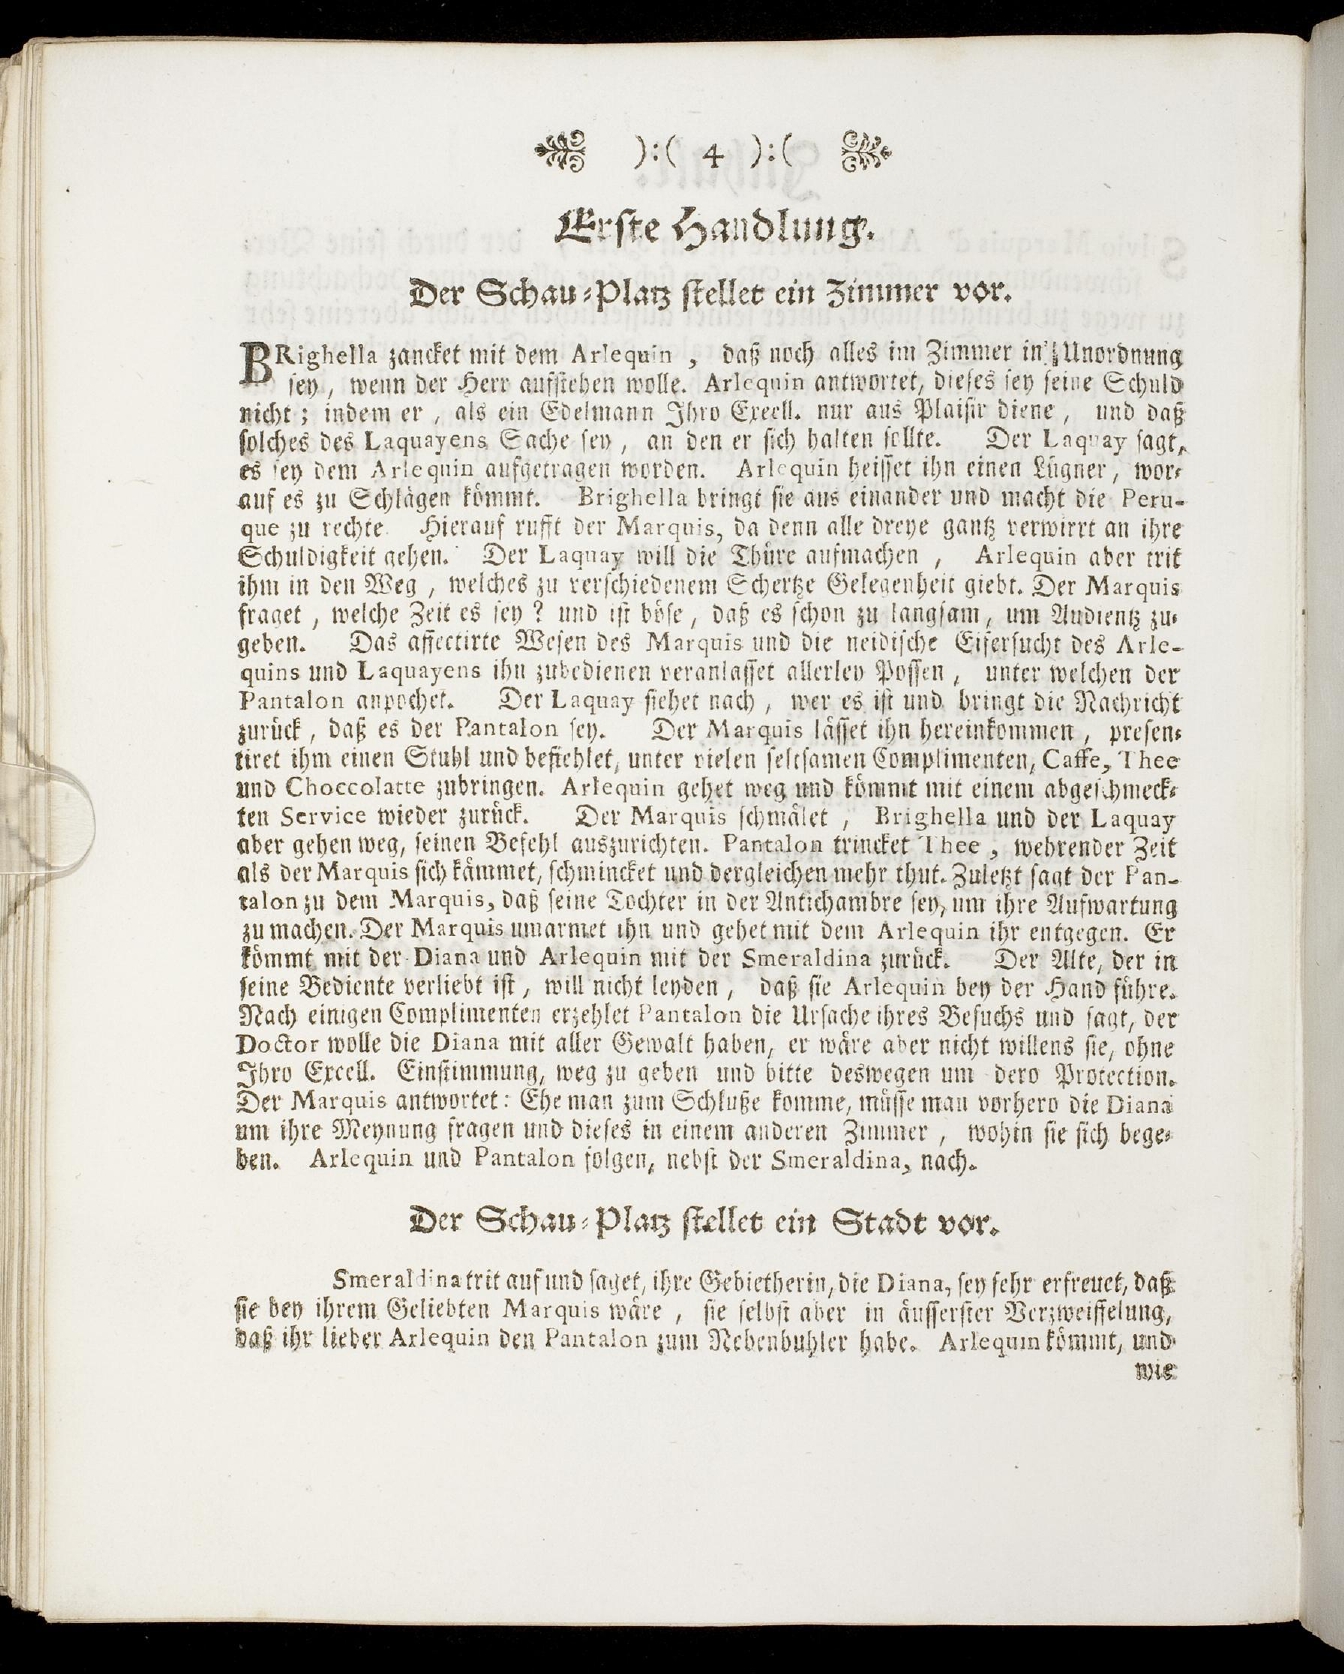 ):( 4 ):(
Erste Handlung.
Der Schau-Platz stellet ein Zimmer vor.
BRighella zancket mit dem Arlequin, daß noch alles im Zimmer in Unordnung
sey, wenn der Herr aufstehen wolle. Arlequin antwortet, dieses sey seine Schuld
nicht; indem er, als ein Edelmann Ihro Excell. nur aus Plaisir diene, und daß
solches des Laquayens Sache sey, an den er sich halten sollte. Der Laquay sagt,
es sey dem Arlequin aufgetragen worden. Arlequin heisset ihn einen Lügner, wor-
auf es zu Schlägen kömmt. Brighella bringt sie aus einander und macht die Peru-
que zu rechte. Hierauf rufft der Marquis, da denn alle dreye gantz verwirrt an ihre
Schuldigkeit gehen. Der Laquay will die Thüre aufmachen, Arlequin aber trit
ihm in den Weg, welches zu verschiedenem Schertze Gelegenheit giebt. Der Marquis
fraget, welche Zeit es sey? und ist böse, daß es schon zu langsam, um Audientz zu-
geben. Das affectirte Wesen des Marquis und die neidische Eifersucht des Arle-
quins und Laquayens ihn zubedienen veranlasset allerley Possen, unter welchen der
Pantalon anpochet. Der Laquay siehet nach, wer es ist und bringt die Nachricht
zurück, daß es der Pantalon sey. Der Marquis lässet ihn hereinkommen, presen-
tiret ihm einen Stuhl und befiehlet, unter vielen seltsamen Complimenten, Caffe, Thee
und Choccolatte zubringen. Arlequin gehet weg und kömmt mit einem abgeschmeck-
ten Service wieder zurück. Der Marquis schmälet, Brighella und der Laquay
aber gehen weg, seinen Befehl auszurichten. Pantalon trincket Thee, wehrender Zeit
als der Marquis sich kämmet, schmincket und dergleichen mehr thut. Zuletzt sagt der Pan-
talon zu dem Marquis, daß seine Tochter in der Antichambre sey, um ihre Aufwartung
zu machen. Der Marquis umarmet ihn und gehet mit dem Arlequin ihr entgegen. Er
kömmt mit der Diana und Arlequin mit der Smeraldina zurück. Der Alte, der in
seine Bediente verliebt ist, will nicht leyden, daß sie Arlequin bey der Hand führe.
Nach einigen Complimenten erzehlet Pantalon die Ursache ihres Besuchs und sagt, der
Doctor wolle die Diana mit aller Gewalt haben, er wäre aber nicht willens sie, ohne
Ihro Excell. Einstimmung, weg zu geben und bitte deswegen um dero Protection.
Der Marquis antwortet: Ehe man zum Schluße komme, müsse man vorhero die Diana
um ihre Meynung fragen und dieses in einem anderen Zimmer, wohin sie sich bege-
ben. Arlequin und Pantalon folgen, nebst der Smeraldina, nach.
Der Schau-Platz stellet ein Stadt vor.
Smeraldina trit auf und saget, ihre Gebietherin, die Diana, sey sehr erfreuet, daß
sie bey ihrem Geliebten Marquis wäre, sie selbst aber in äusserster Verzweiffelung,
daß ihr lieber Arlequin den Pantalon zum Nebenbuhler habe. Arlequin kömmt, und
wie